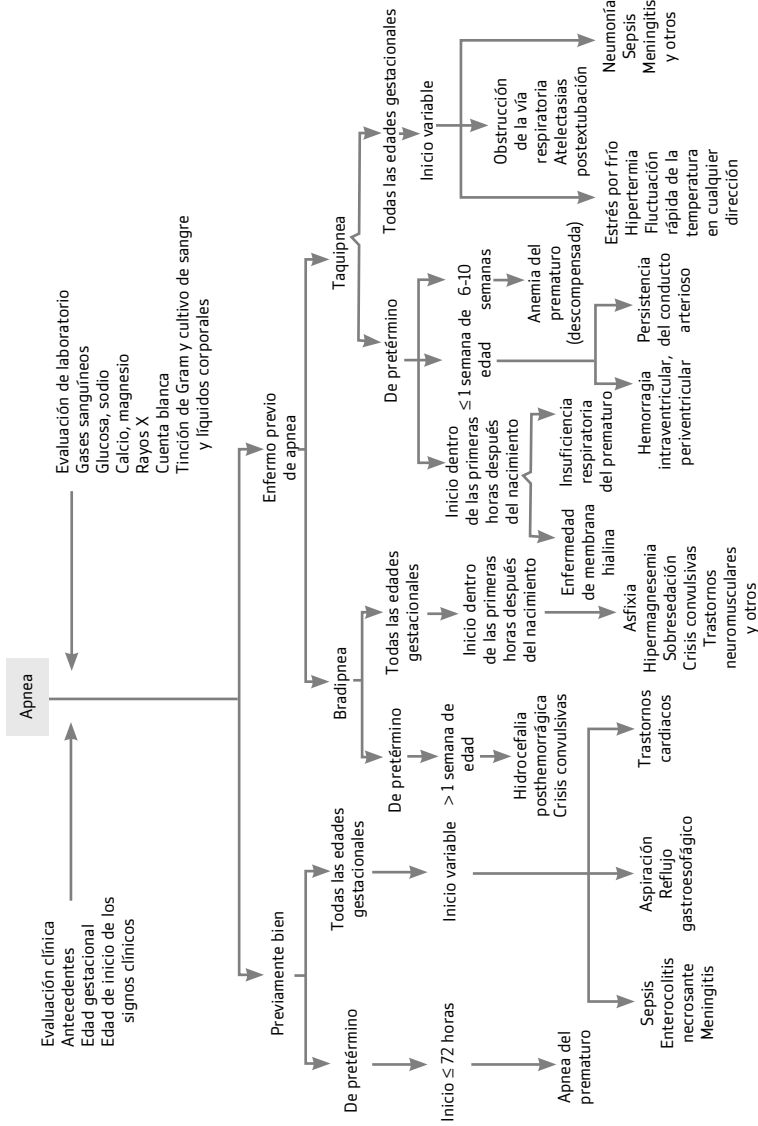 Apnea
Evaluación clínica
Antecedentes
Edad gestacional
Edad de inicio de los
signos clínicos
Evaluación de laboratorio
Gases sanguíneos
Glucosa, sodio
Calcio, magnesio
Rayos X
Cuenta blanca
Tinción de Gram y cultivo de sangre
y líquidos corporales
Previamente bien
De pretérmino
Inicio ≤ 72 horas
Apnea del
prematuro
Todas las edades
gestacionales
Inicio variable
Sepsis
Enterocolitis
necrosante
Meningitis
Aspiración
Reflujo
gastroesofágico
Trastornos
cardiacos
Enfermo previo
de apnea
Bradipnea
De pretérmino
> 1 semana de
edad
Hidrocefalia
posthemorrágica
Crisis convulsivas
Todas las edades
gestacionales
Inicio dentro
de las primeras
horas después
del nacimiento
Asfixia
Hipermagnesemia
Sobresedación
Crisis convulsivas
Trastornos
neuromusculares
y otros
Taquipnea
De pretérmino
Inicio dentro
de las primeras
horas después
del nacimiento
Enfermedad
de membrana
hialina
Insuficiencia
respiratoria
del prematuro
≤ 1 semana de
edad
Hemorragia
intraventricular,
periventricular
Persistencia
del conducto
arterioso
6-10
semanas
Anemia del
prematuro
(descompensada)
Todas las edades gestacionales
Inicio variable
Estrés por frío
Hipertermia
Fluctuación
rápida de la
temperatura
en cualquier
dirección
Obstrucción
de la vía
respiratoria
Atelectasias
postextubación
Neumonía
Sepsis
Meningitis
y otros